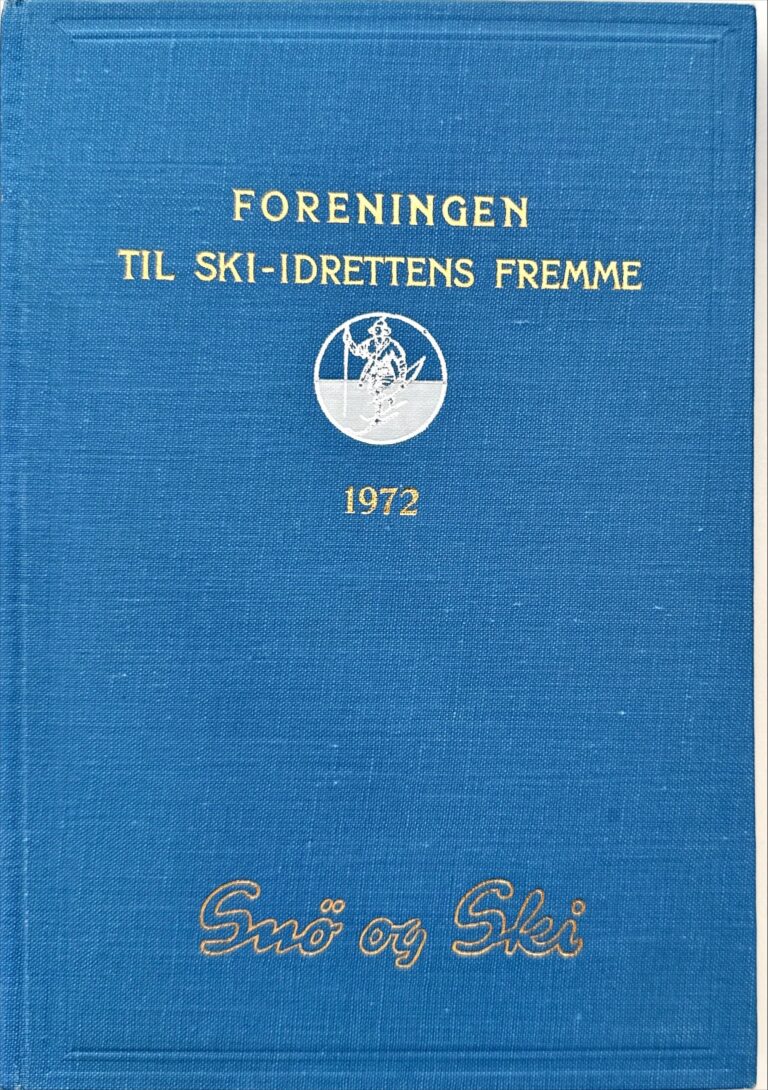 FORENINGEN
TIL SKI-IDRETTENS FREMME
1972
Snö og Ski